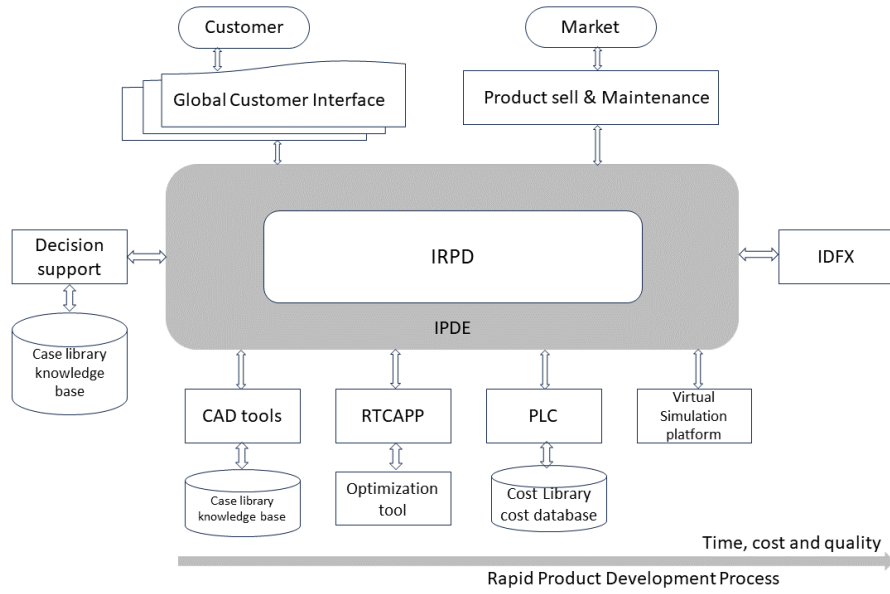 Customer
Market
Global Customer Interface
Product sell & Maintenance
Decision
support
IRPD
IDFX
IPDE
Case library
knowledge
base
CAD tools
RTCAPP
PLC
Virtual
Simulation
platform
Case library
knowledge base
Optimization
tool
Cost Library
cost database
Time, cost and quality
Rapid Product Development Process